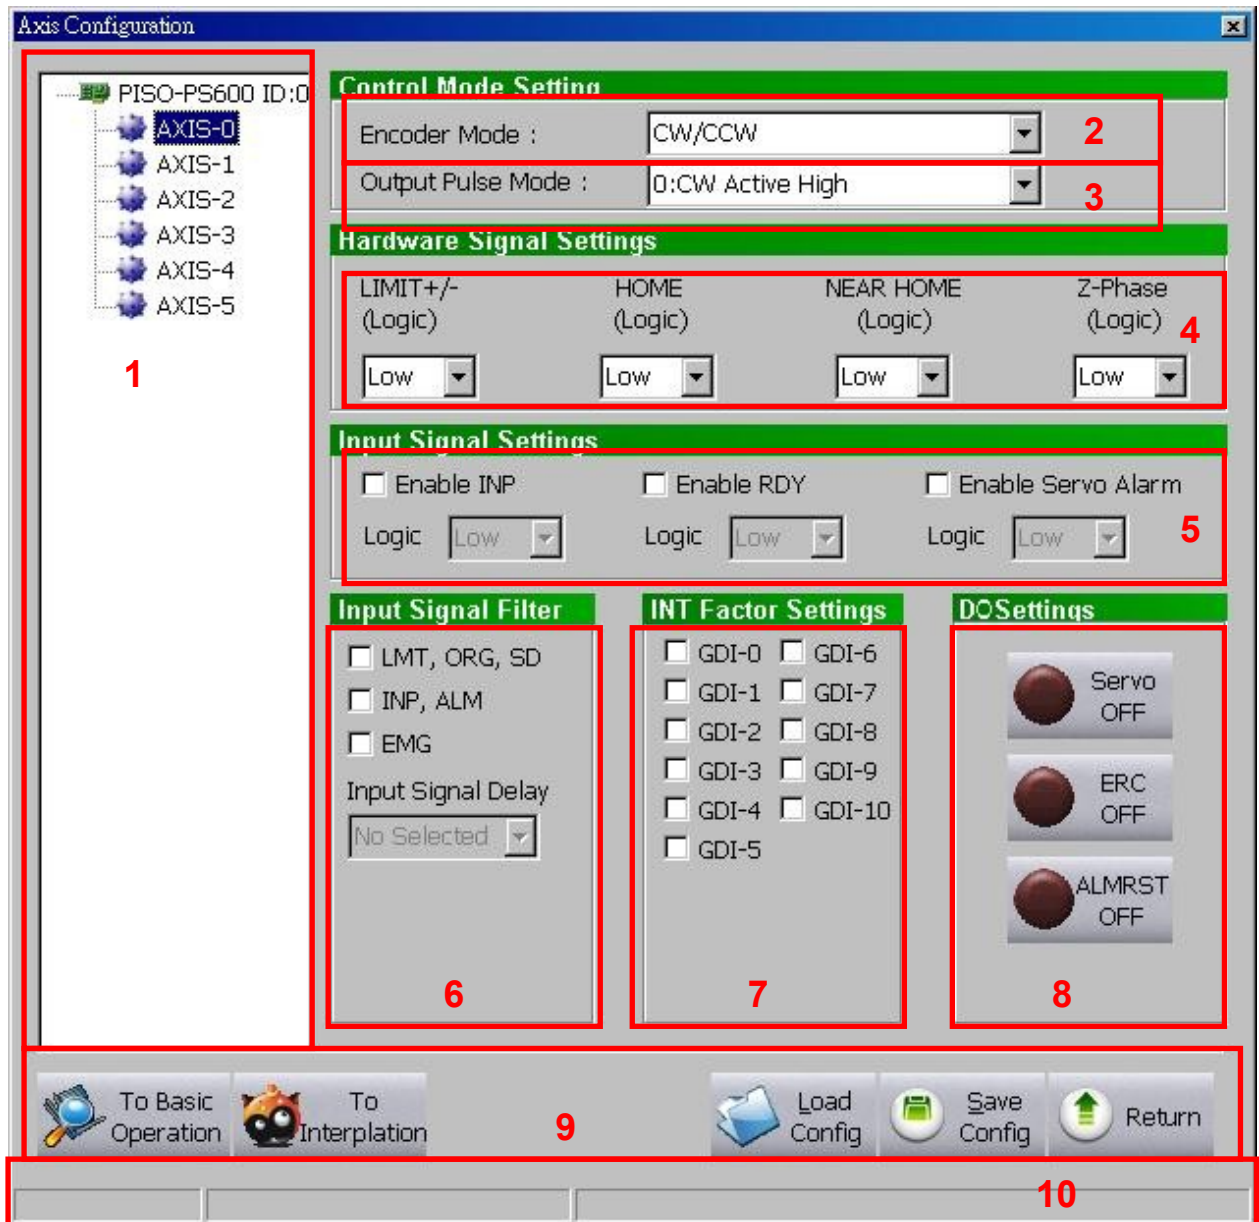 Axis Configuration
PISO-PS600 ID:0
AXIS-0
AXIS-1
AXIS-2
AXIS-3
AXIS-4
AXIS-5
1
Control Mode Setting
Encoder Mode : CW/CCW 2
Output Pulse Mode : 0:CW Active High 3
Hardware Signal Settings
LIMIT+/- HOME NEAR HOME Z-Phase
(Logic) (Logic) (Logic) (Logic) 4
Low Low Low Low
Input Signal Settings
Enable INP Enable RDY Enable Servo Alarm
Logic Low Logic Low Logic Low 5
Input Signal Filter
LMT, ORG, SD
INP, ALM
EMG
Input Signal Delay
No Selected
6
INT Factor Settings
GDI-0 GDI-6
GDI-1 GDI-7
GDI-2 GDI-8
GDI-3 GDI-9
GDI-4 GDI-10
GDI-5
7
DOSettings
Servo
OFF
ERC
OFF
ALMRST
OFF
8
To Basic
Operation
To
Interplation
9
Load
Config
Save
Config
Return
10